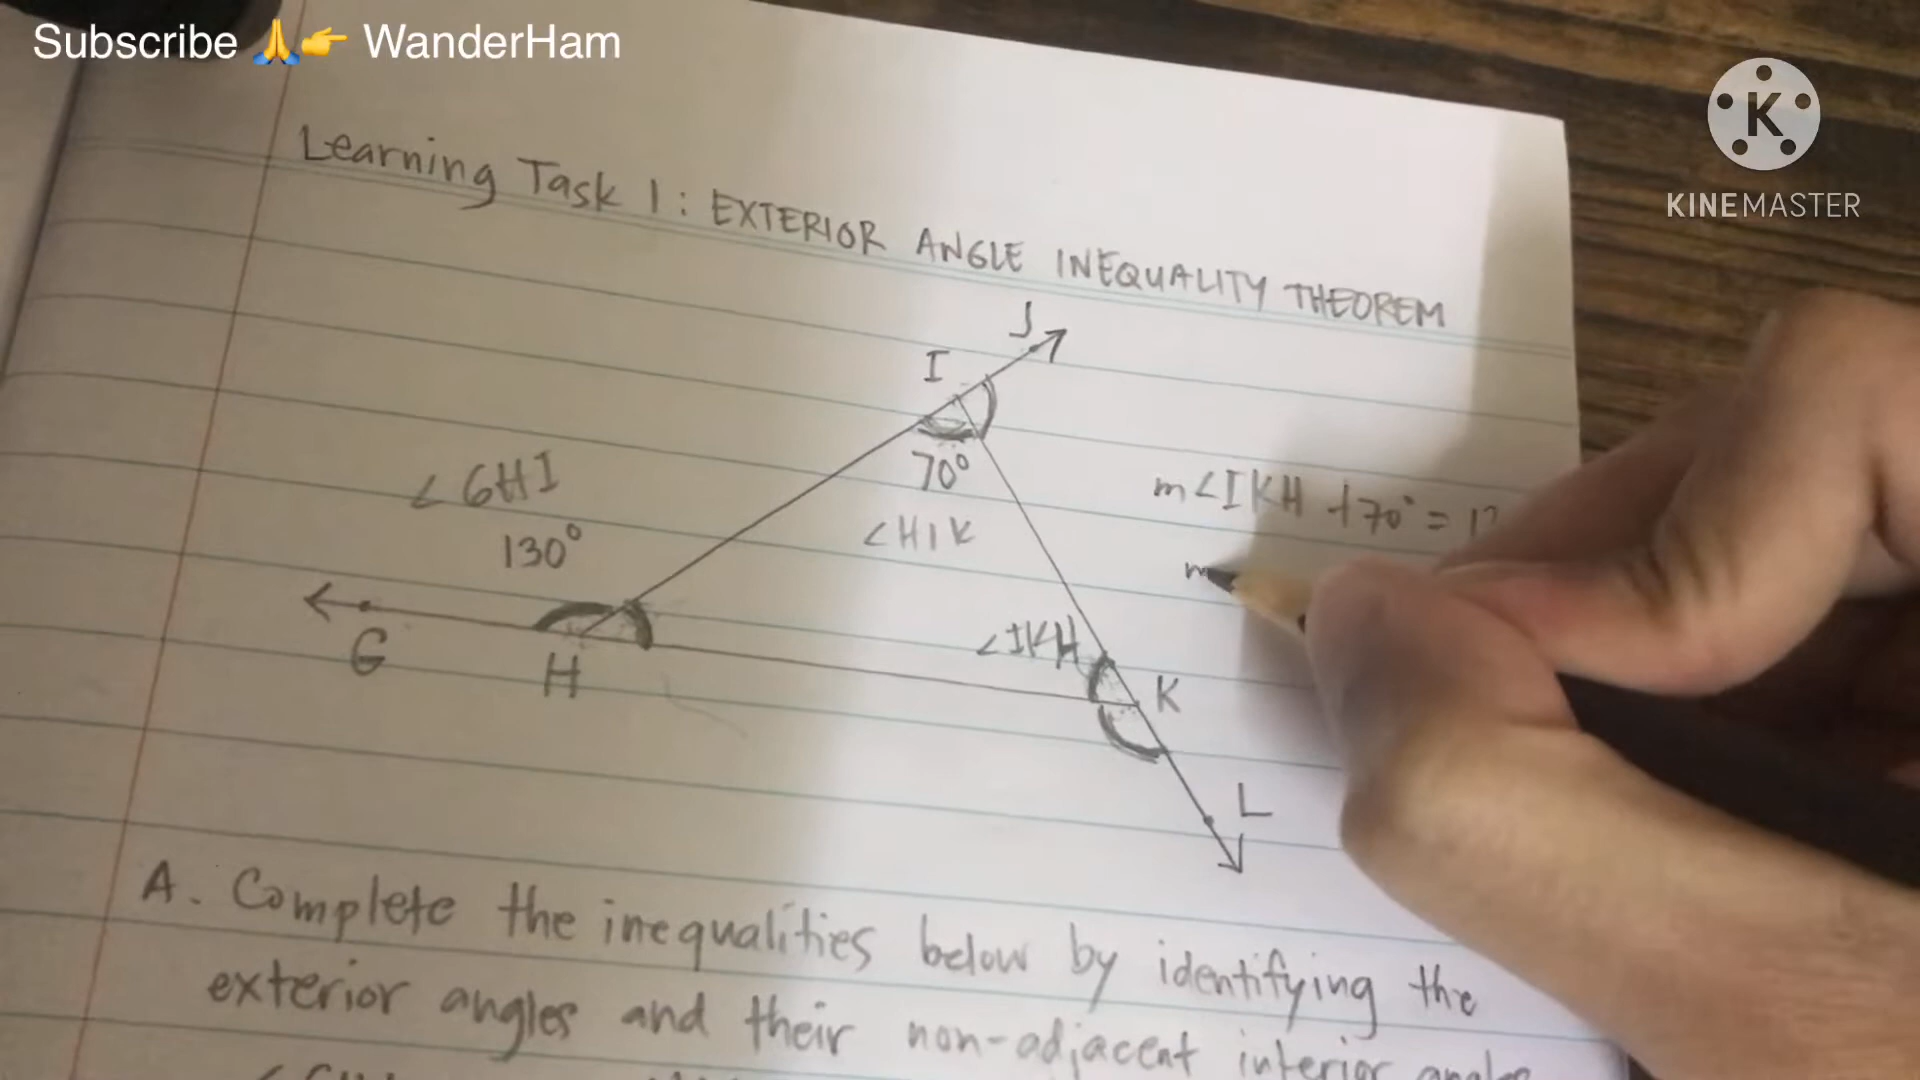 Subscribe 🙏👉 WanderHam
KINEMASTER
Learning Task 1: EXTERIOR ANGLE INEQUALITY THEOREM
J
I
70°
∠GHI
130°
∠HIK
m∠IKH + 70° =
m
G
H
∠IKH
K
L
A. Complete the inequalities below by identifying the
exterior angles and their non-adjacent interior